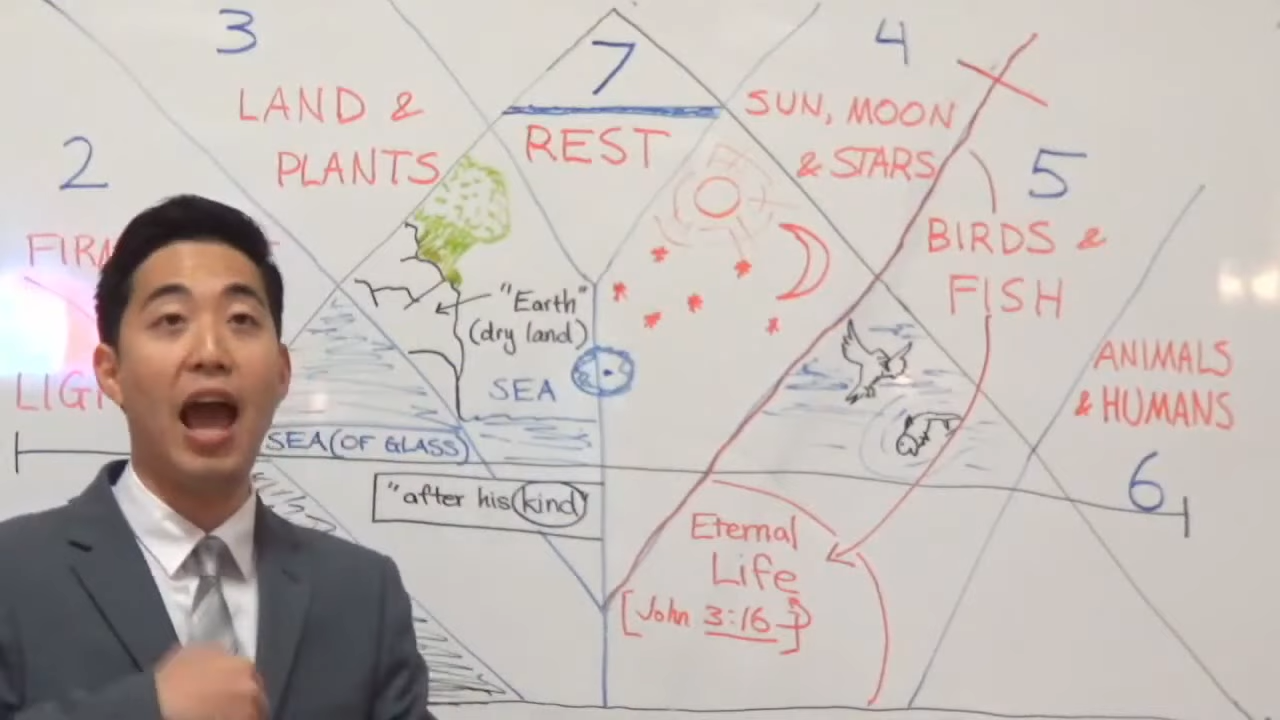 3
7
4
LAND &
PLANTS
REST
SUN, MOON
& STARS
2
5
BIRDS &
FISH
"Earth"
(dry land)
SEA
ANIMALS
& HUMANS
SEA (OF GLASS)
6
"after his kind"
Eternal
Life
[John 3:16]